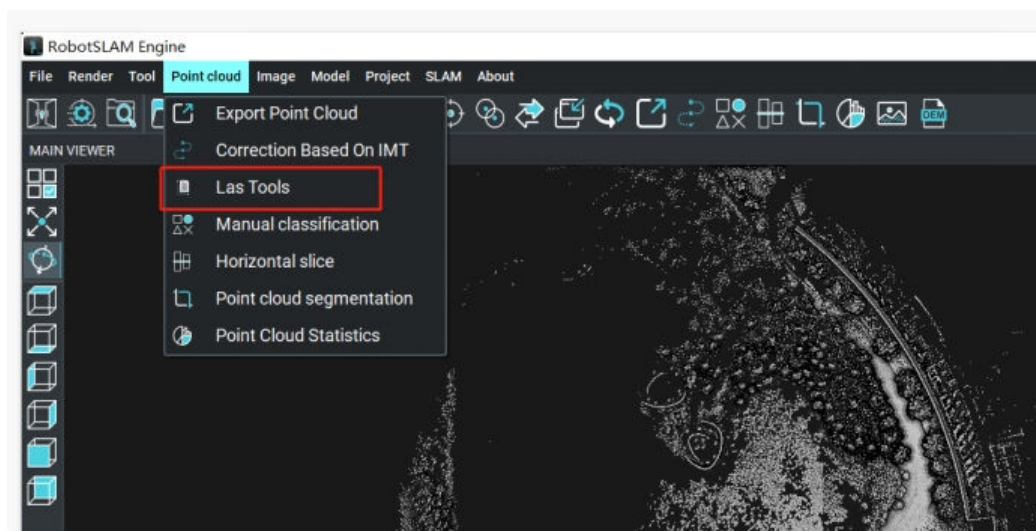 RobotSLAM Engine
File Render Tool Point cloud Image Model Project SLAM About
DEM
MAIN VIEWER
Export Point Cloud
Correction Based On IMT
Las Tools
Manual classification
Horizontal slice
Point cloud segmentation
Point Cloud Statistics